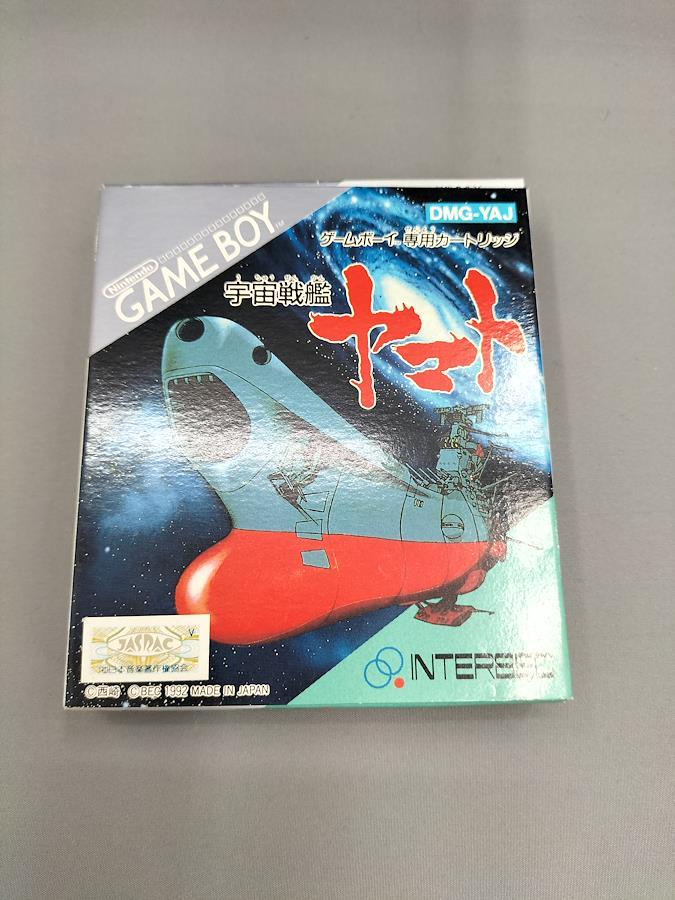 DMG-YAJ
Nintendo
GAME BOY™
ゲームボーイ 専用カートリッジ
宇宙戦艦
ヤマト
JASRAC
V
INTERBEC
©西崎 ©BEC 1992 MADE IN JAPAN